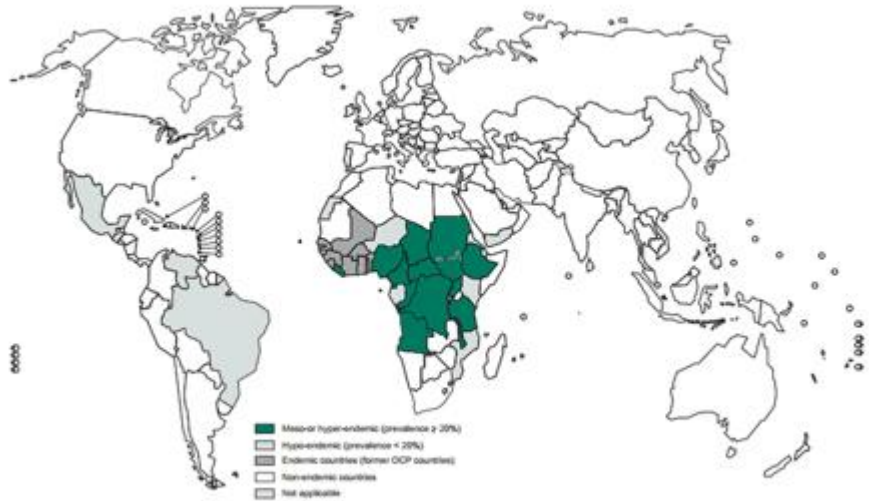 Meso-or hyper-endemic (prevalence ≥ 20%)
Hypo-endemic (prevalence < 20%)
Endemic countries (former OCP countries)
Non-endemic countries
Not applicable